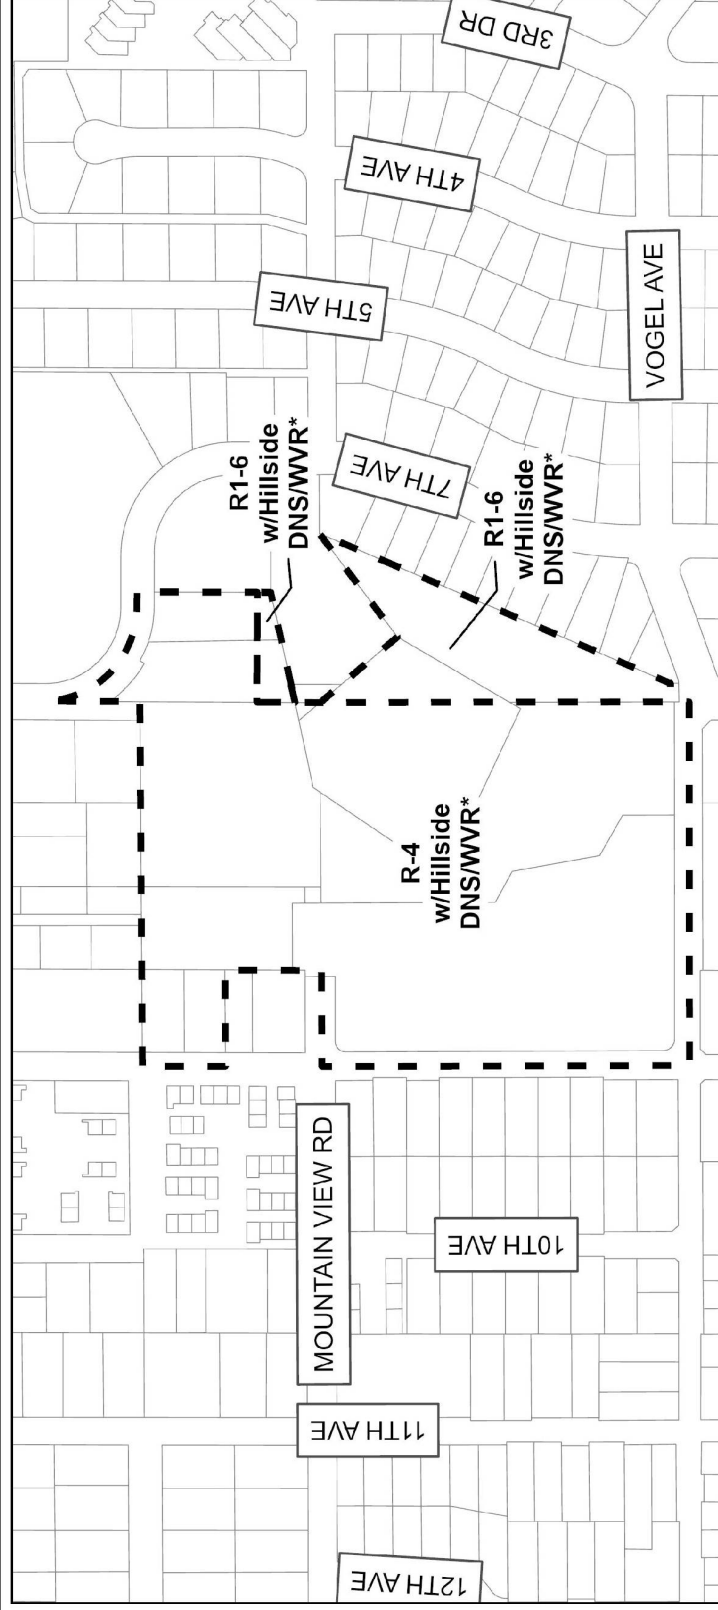 3RD DR
4TH AVE
5TH AVE
VOGEL AVE
7TH AVE
R1-6
w/Hillside
DNS/WVR*
R1-6
w/Hillside
DNS/WVR*
R-4
w/Hillside
DNS/WVR*
MOUNTAIN VIEW RD
10TH AVE
11TH AVE
12TH AVE